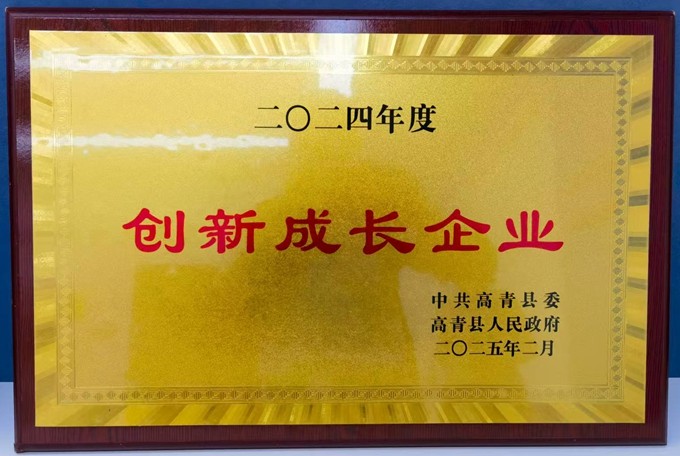 二〇二四年度
创新成长企业
中共高青县委
高青县人民政府
二〇二五年二月